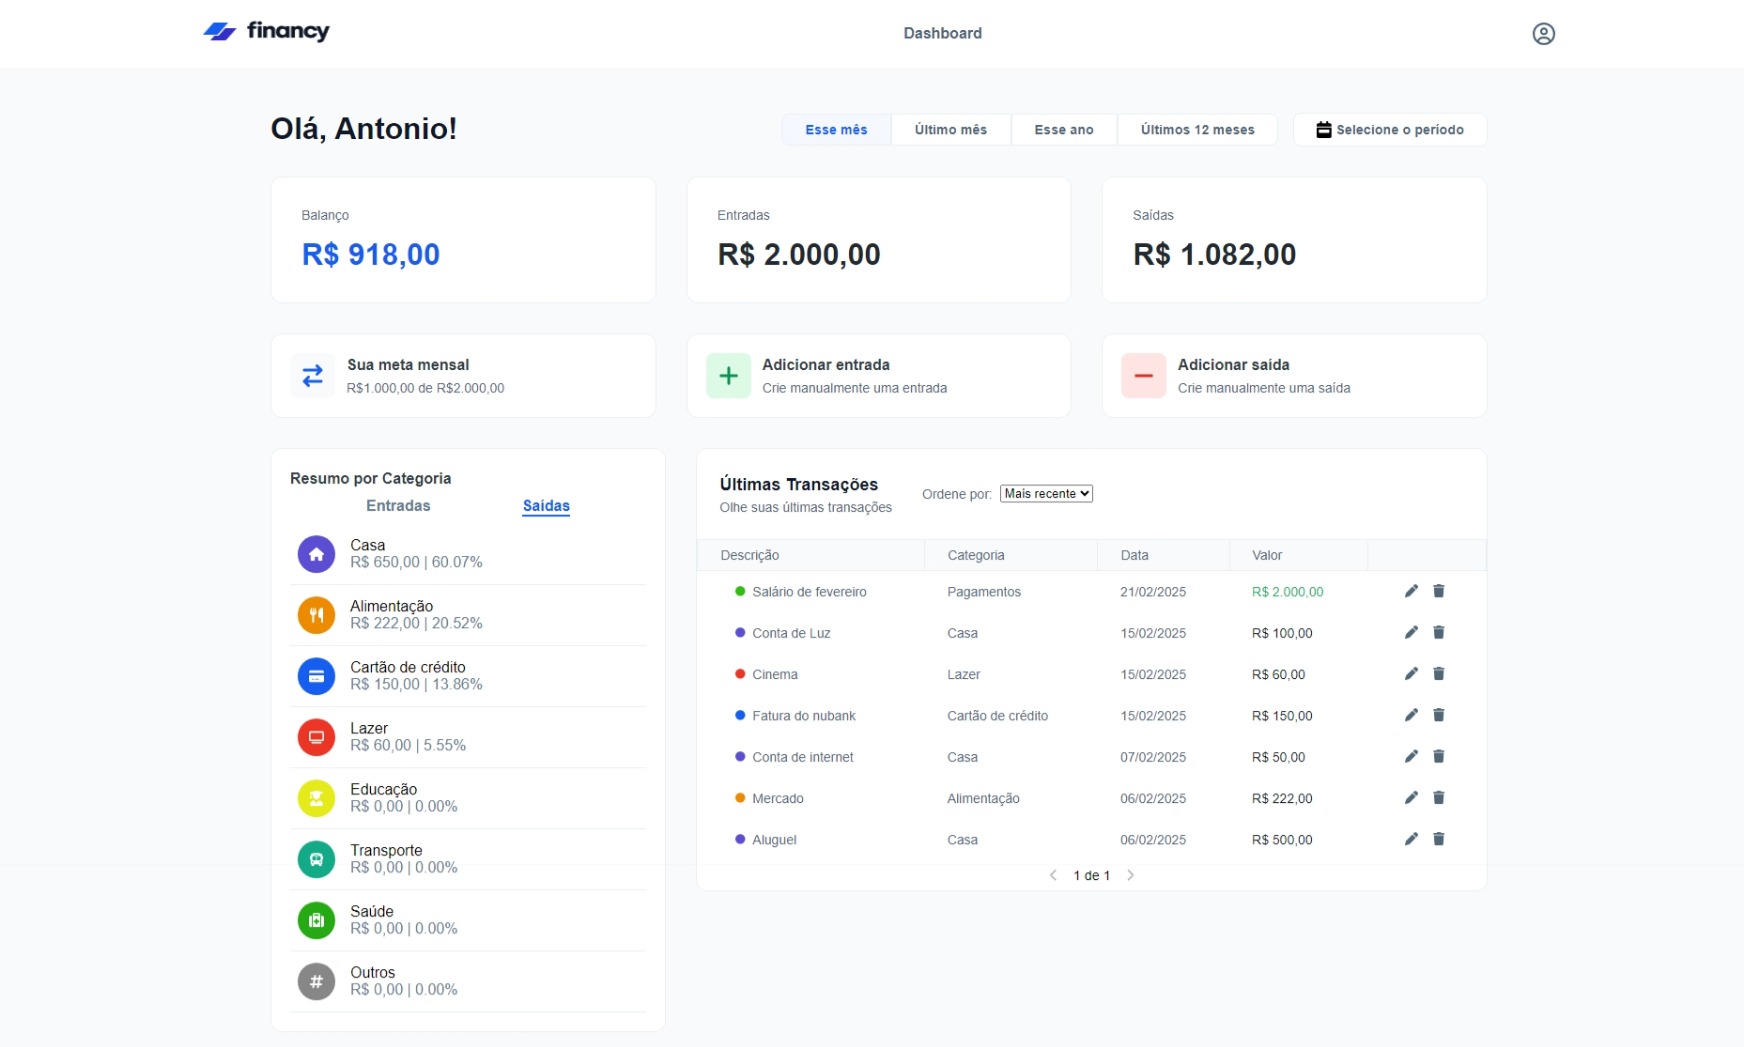 financy
Dashboard
Olá, Antonio!
Esse mês Último mês Esse ano Últimos 12 meses Selecione o período
Balanço
R$ 918,00
Entradas
R$ 2.000,00
Saídas
R$ 1.082,00
Sua meta mensal
R$1.000,00 de R$2.000,00
Adicionar entrada
Crie manualmente uma entrada
Adicionar saída
Crie manualmente uma saída
Resumo por Categoria
Entradas Saídas
Casa
R$ 650,00 | 60.07%
Alimentação
R$ 222,00 | 20.52%
Cartão de crédito
R$ 150,00 | 13.86%
Lazer
R$ 60,00 | 5.55%
Educação
R$ 0,00 | 0.00%
Transporte
R$ 0,00 | 0.00%
Saúde
R$ 0,00 | 0.00%
Outros
R$ 0,00 | 0.00%
Últimas Transações
Olhe suas últimas transações
Ordene por: Mais recente
Descrição Categoria Data Valor
Salário de fevereiro Pagamentos 21/02/2025 R$ 2.000,00
Conta de Luz Casa 15/02/2025 R$ 100,00
Cinema Lazer 15/02/2025 R$ 60,00
Fatura do nubank Cartão de crédito 15/02/2025 R$ 150,00
Conta de internet Casa 07/02/2025 R$ 50,00
Mercado Alimentação 06/02/2025 R$ 222,00
Aluguel Casa 06/02/2025 R$ 500,00
1 de 1